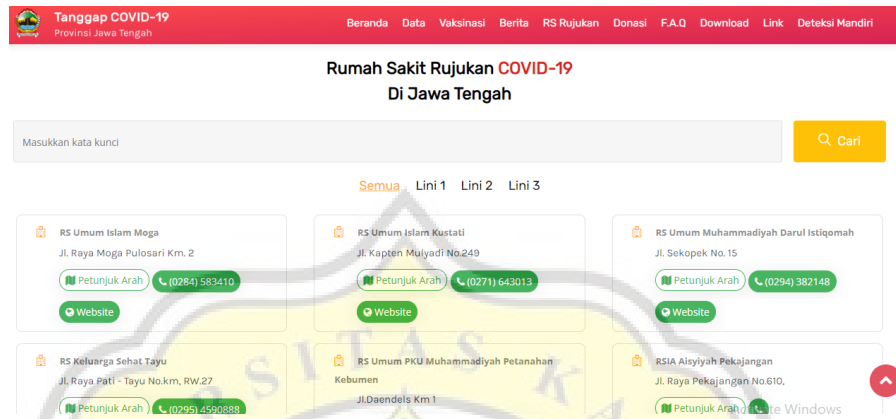 Tanggap COVID-19
Provinsi Jawa Tengah
Beranda Data Vaksinasi Berita RS Rujukan Donasi F.A.Q Download Link Deteksi Mandiri
Rumah Sakit Rujukan COVID-19
Di Jawa Tengah
Masukkan kata kunci
Cari
Semua Lini 1 Lini 2 Lini 3
RS Umum Islam Moga
Jl. Raya Moga Pulosari Km, 2
Petunjuk Arah (0284) 583410
Website
RS Umum Islam Kustati
Jl. Kapten Mulyadi No.249
Petunjuk Arah (0271) 643013
Website
RS Umum Muhammadiyah Darul Istiqomah
Jl. Sekopek No. 15
Petunjuk Arah (0294) 382148
Website
RS Keluarga Sehat Tayu
Jl. Raya Pati - Tayu No.km, RW.27
Petunjuk Arah (0295) 4590888
RS Umum PKU Muhammadiyah Petanahan
Kebumen
Jl.Daendels Km 1
RSIA Aisyiyah Pekajangan
Jl. Raya Pekajangan No.610,
Petunjuk Arah
Windows
SITAS K